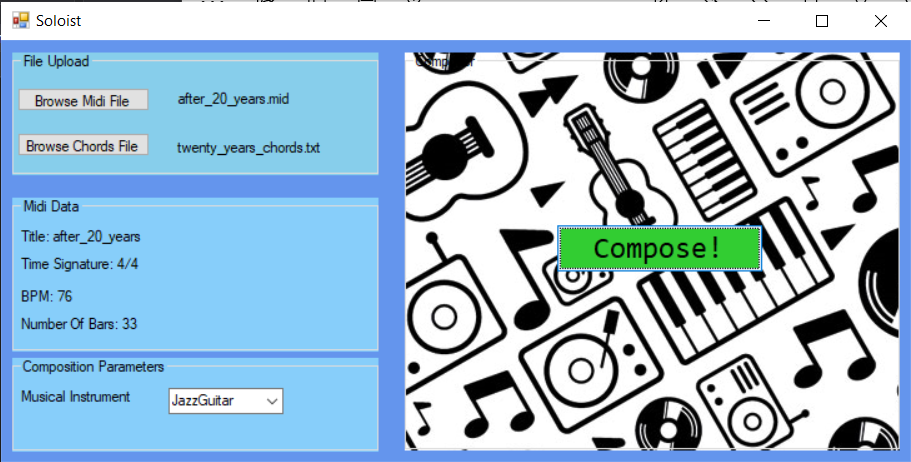 Soloist
File Upload
Browse Midi File
after_20_years.mid
Browse Chords File
twenty_years_chords.txt
Midi Data
Title: after_20_years
Time Signature: 4/4
BPM: 76
Number Of Bars: 33
Composition Parameters
Musical Instrument
JazzGuitar
Compose!